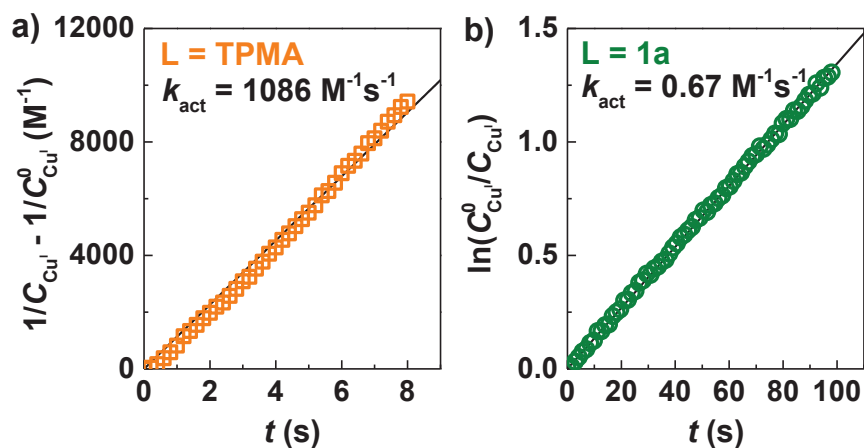 a)
L = TPMA
k_act = 1086 M⁻¹s⁻¹
1/C_Cuᴵ - 1/C⁰_Cuᴵ (M⁻¹)
12000
8000
4000
0
0 2 4 6 8
t (s)
b)
L = 1a
k_act = 0.67 M⁻¹s⁻¹
ln(C⁰_Cuᴵ/C_Cuᴵ)
1.5
1.0
0.5
0.0
0 20 40 60 80 100
t (s)